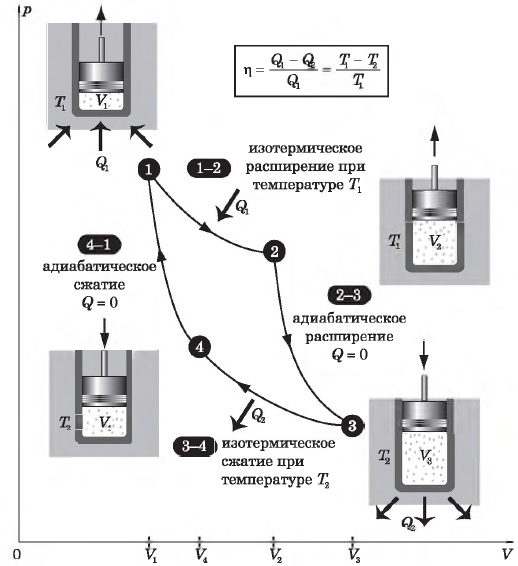 p
η = (Q₁ − Q₂)/Q₁ = (T₁ − T₂)/T₁
T₁
V₁
Q₁
1
1–2
изотермическое
расширение при
температуре T₁
Q₁
T₁
V₂
2
4–1
адиабатическое
сжатие
Q = 0
2–3
адиабатическое
расширение
Q = 0
4
T₂
V
Q₂
3
3–4
изотермическое
сжатие при
температуре T₂
T₂
V₃
Q₂
0
V₁
V₄
V₂
V₃
V